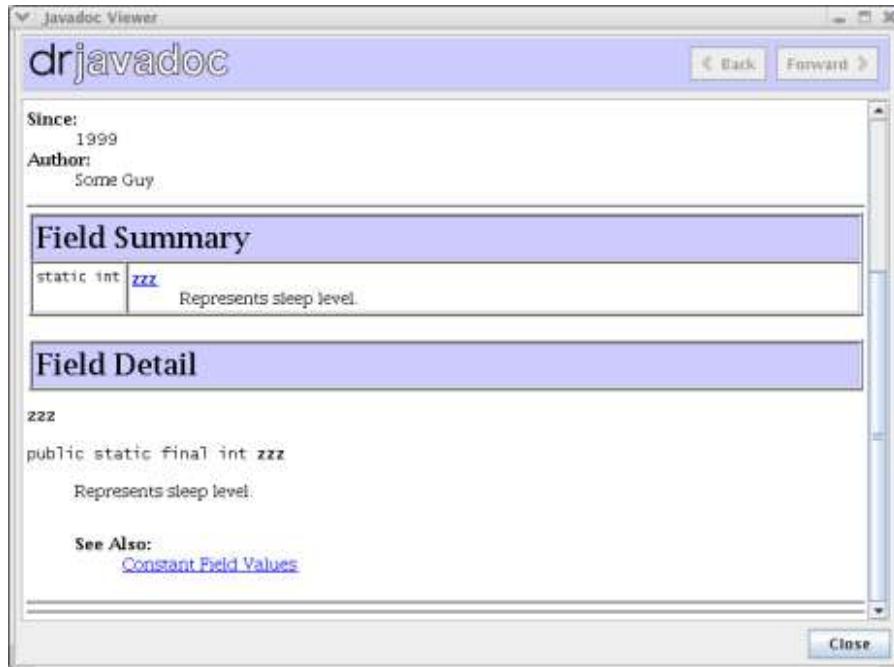 Javadoc Viewer
drjavadoc
Back
Forward
Since:
1999
Author:
Some Guy
Field Summary
static int zzz
Represents sleep level.
Field Detail
zzz
public static final int zzz
Represents sleep level.
See Also:
Constant Field Values
Close